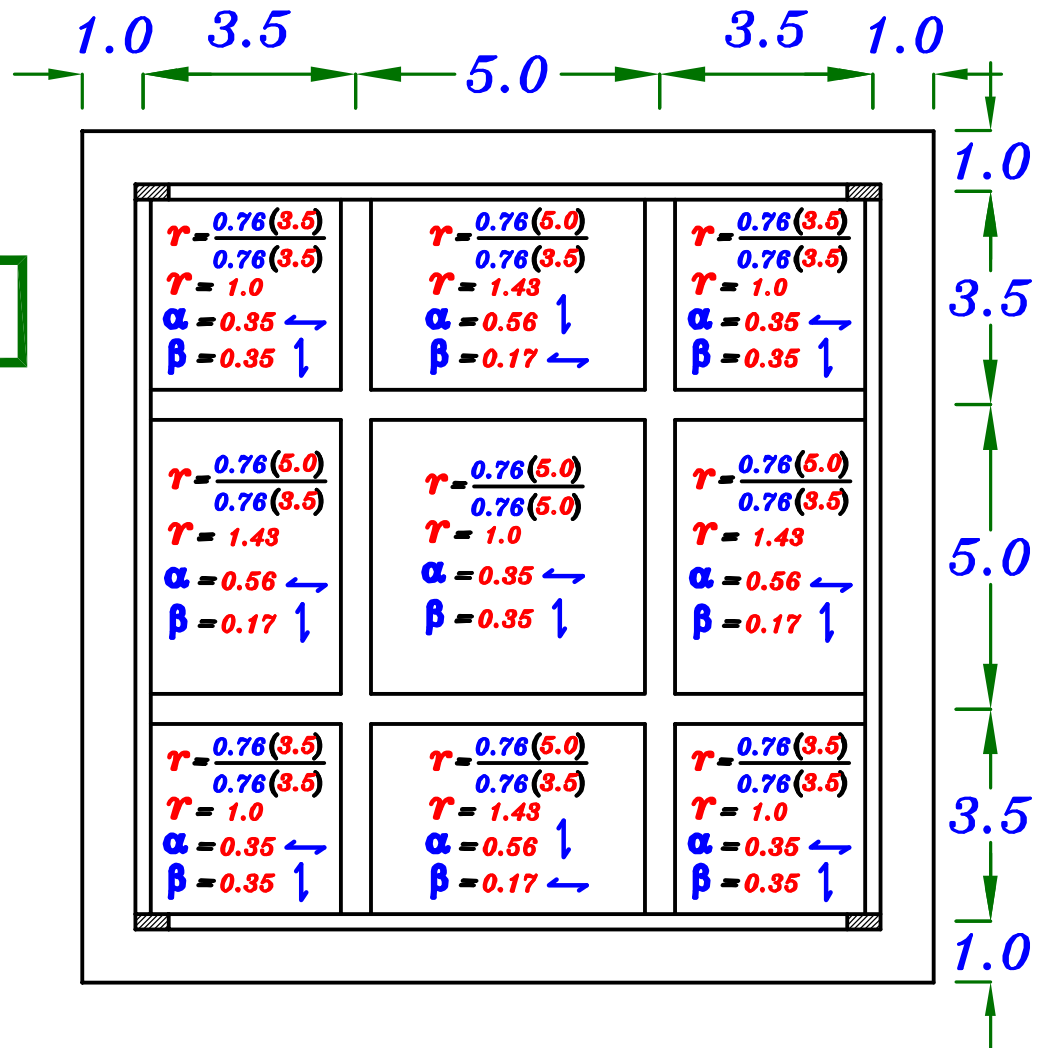 1.0 3.5 5.0 3.5 1.0
1.0
3.5
5.0
3.5
1.0
r = 0.76(3.5) / 0.76(3.5)
r = 1.0
α = 0.35
β = 0.35
r = 0.76(5.0) / 0.76(3.5)
r = 1.43
α = 0.56
β = 0.17
r = 0.76(3.5) / 0.76(3.5)
r = 1.0
α = 0.35
β = 0.35
r = 0.76(5.0) / 0.76(3.5)
r = 1.43
α = 0.56
β = 0.17
r = 0.76(5.0) / 0.76(5.0)
r = 1.0
α = 0.35
β = 0.35
r = 0.76(5.0) / 0.76(3.5)
r = 1.43
α = 0.56
β = 0.17
r = 0.76(3.5) / 0.76(3.5)
r = 1.0
α = 0.35
β = 0.35
r = 0.76(5.0) / 0.76(3.5)
r = 1.43
α = 0.56
β = 0.17
r = 0.76(3.5) / 0.76(3.5)
r = 1.0
α = 0.35
β = 0.35